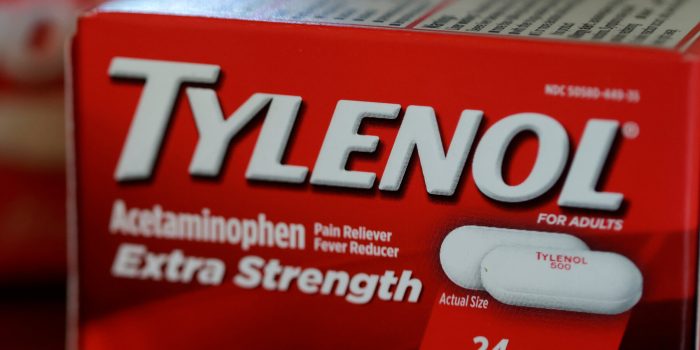 NDC 50580-449-35
TYLENOL®
FOR ADULTS
Acetaminophen
Pain Reliever
Fever Reducer
Extra Strength
TYLENOL
500
Actual Size
24